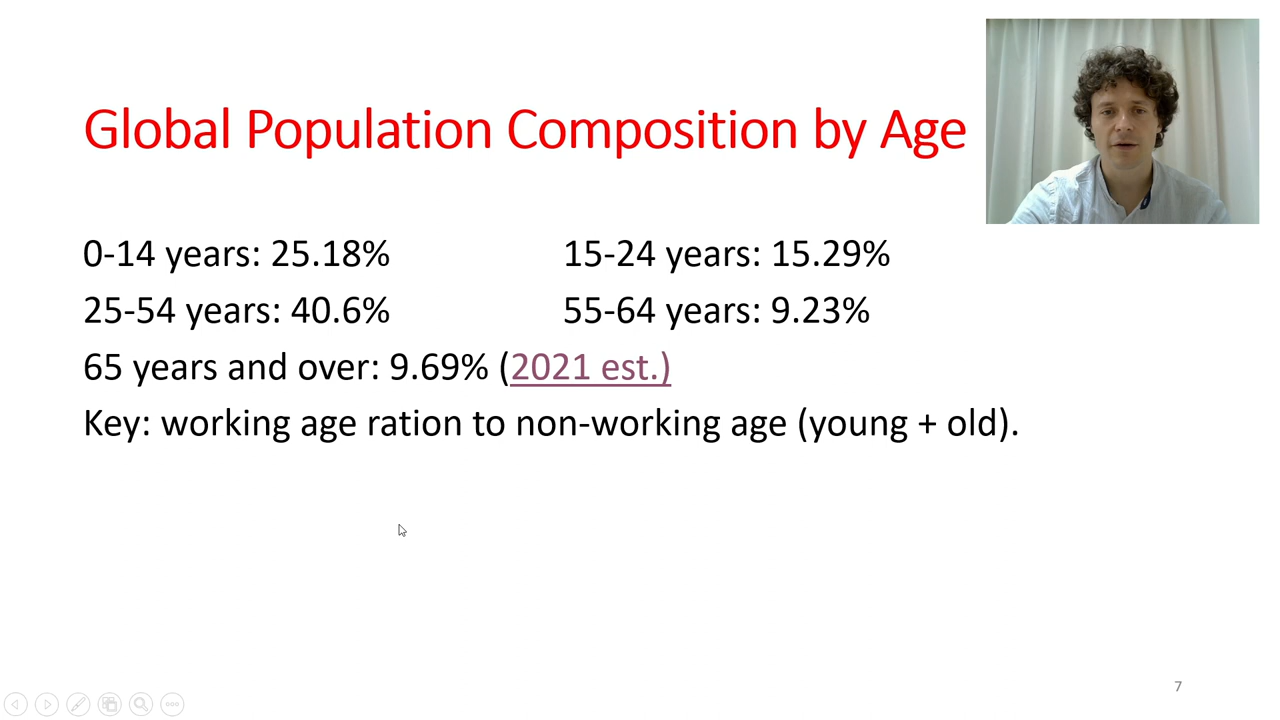 Global Population Composition by Age
0-14 years: 25.18% 15-24 years: 15.29%
25-54 years: 40.6% 55-64 years: 9.23%
65 years and over: 9.69% (2021 est.)
Key: working age ration to non-working age (young + old).
7